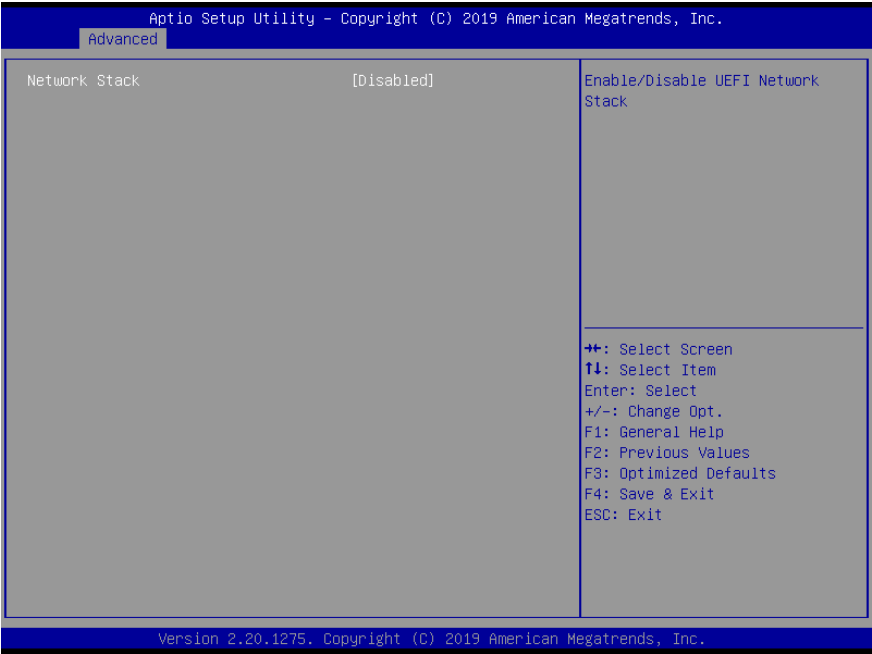 Aptio Setup Utility – Copyright (C) 2019 American Megatrends, Inc.
Advanced
Network Stack [Disabled]
Enable/Disable UEFI Network
Stack
→←: Select Screen
↑↓: Select Item
Enter: Select
+/-: Change Opt.
F1: General Help
F2: Previous Values
F3: Optimized Defaults
F4: Save & Exit
ESC: Exit
Version 2.20.1275. Copyright (C) 2019 American Megatrends, Inc.